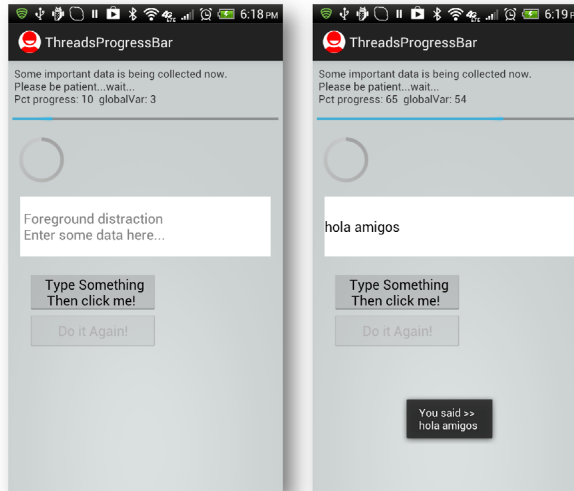 6:18 PM
ThreadsProgressBar
Some important data is being collected now.
Please be patient...wait...
Pct progress: 10 globalVar: 3
Foreground distraction
Enter some data here...
Type Something
Then click me!
Do it Again!
6:19 P
ThreadsProgressBar
Some important data is being collected now.
Please be patient...wait...
Pct progress: 65 globalVar: 54
hola amigos
Type Something
Then click me!
Do it Again!
You said >>
hola amigos